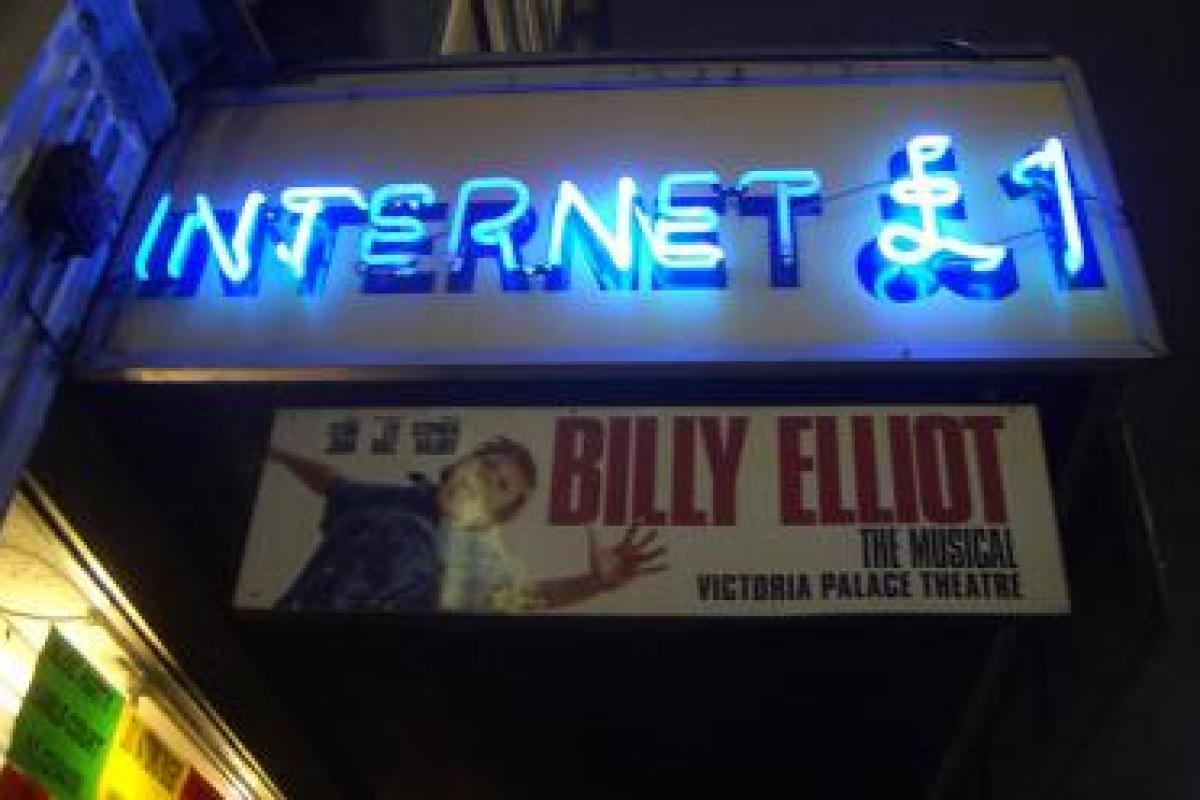 INTERNET £1
BILLY ELLIOT
THE MUSICAL
VICTORIA PALACE THEATRE